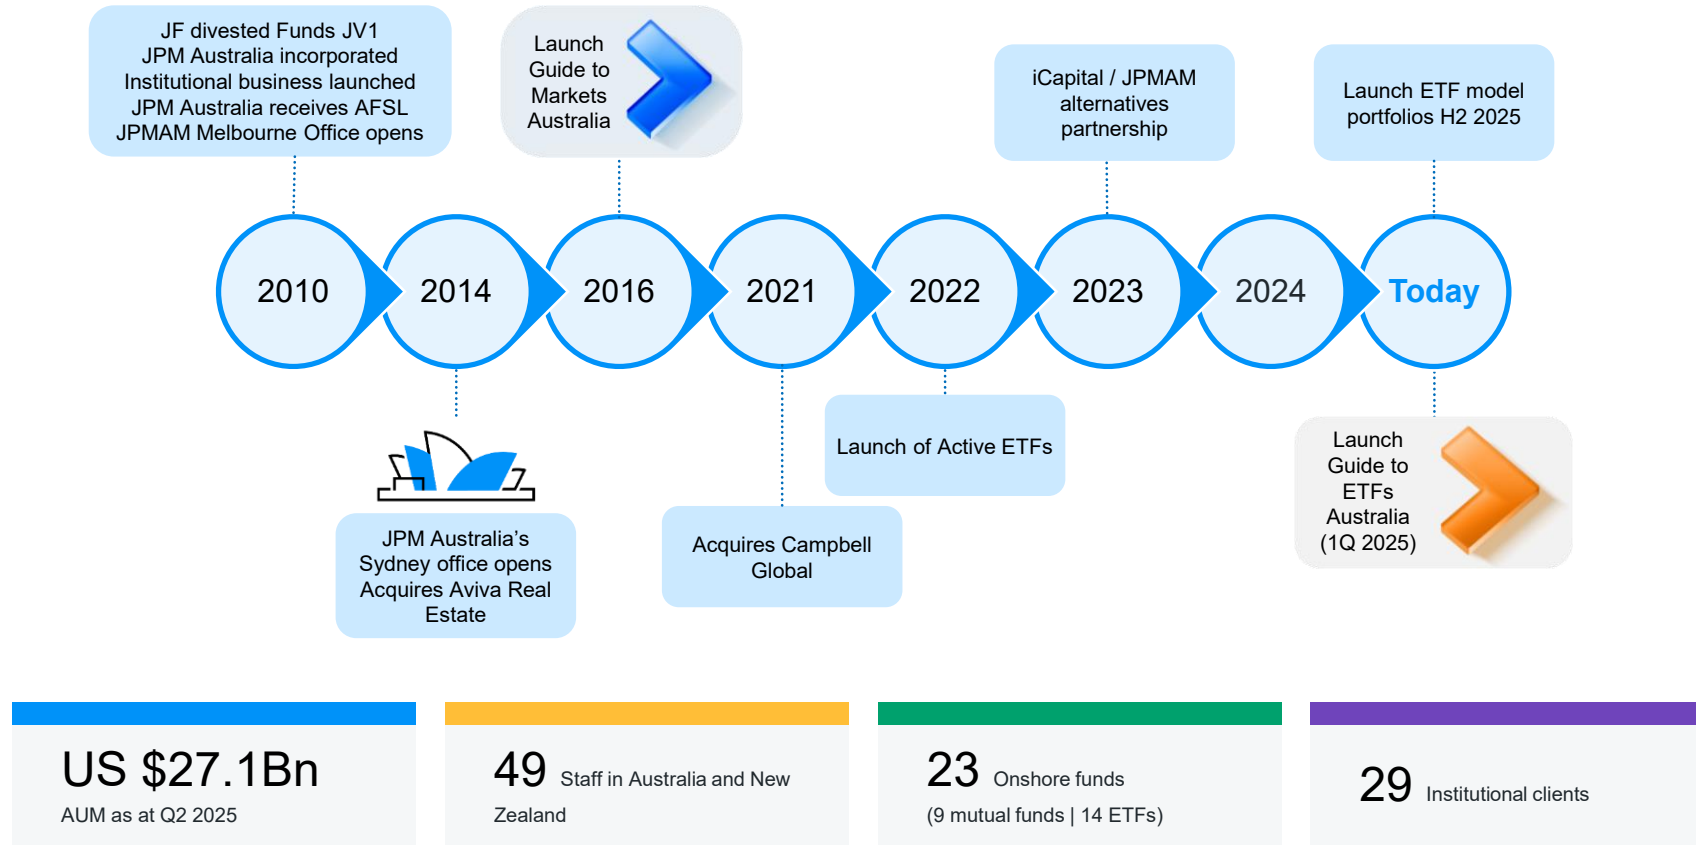 JF divested Funds JV1
JPM Australia incorporated
Institutional business launched
JPM Australia receives AFSL
JPMAM Melbourne Office opens
Launch
Guide to
Markets
Australia
iCapital / JPMAM
alternatives
partnership
Launch ETF model
portfolios H2 2025
2010
2014
2016
2021
2022
2023
2024
Today
JPM Australia’s
Sydney office opens
Acquires Aviva Real
Estate
Acquires Campbell
Global
Launch of Active ETFs
Launch
Guide to
ETFs
Australia
(1Q 2025)
US $27.1Bn
AUM as at Q2 2025
49 Staff in Australia and New
Zealand
23 Onshore funds
(9 mutual funds | 14 ETFs)
29 Institutional clients